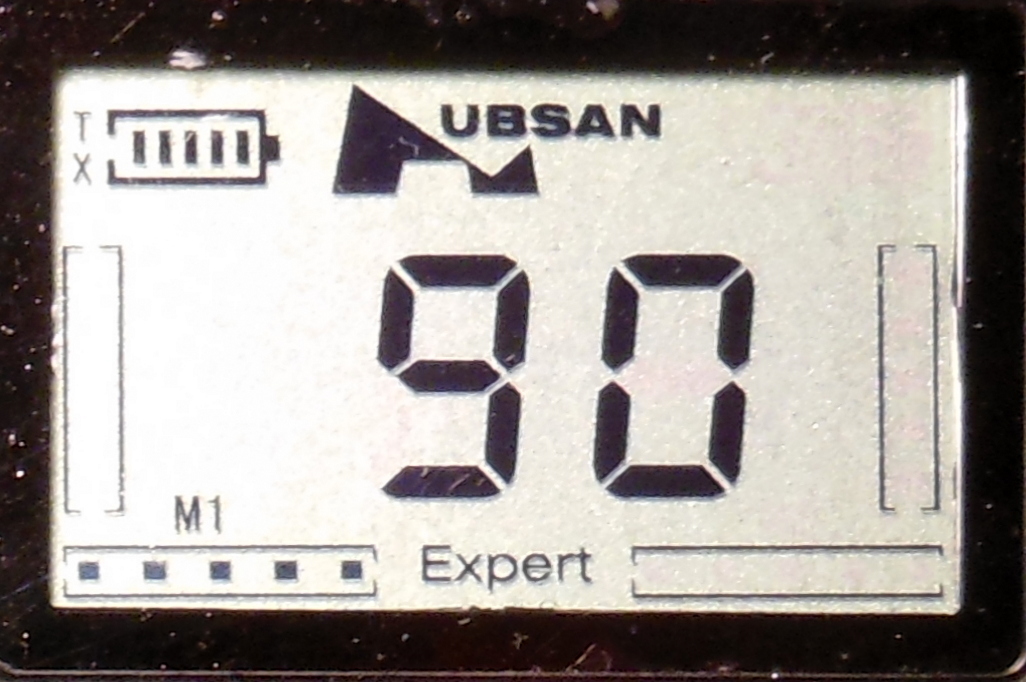 TX
UBSAN
90
M1
Expert